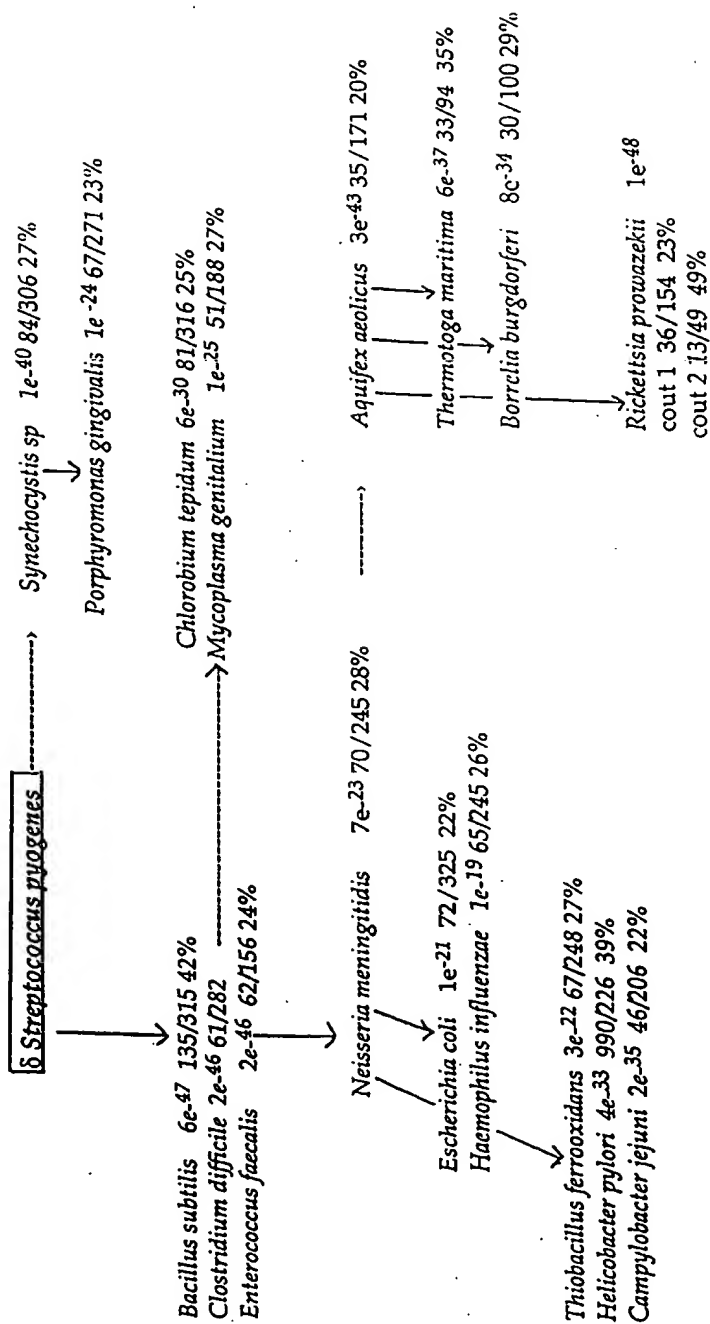 δ Streptococcus pyogenes
Synechocystis sp 1e-40 84/306 27%
Porphyromonas gingivalis 1e -24 67/271 23%
Bacillus subtilis 6e-47 135/315 42%
Clostridium difficile 2e-46 61/282
Enterococcus faecalis 2e-46 62/156 24%
Chlorobium tepidum 6e-30 81/316 25%
Mycoplasma genitalium 1e-25 51/188 27%
Neisseria meningitidis 7e-23 70/245 28%
Escherichia coli 1e-21 72/325 22%
Haemophilus influenzae 1e-19 65/245 26%
Thiobacillus ferrooxidans 3e-22 67/248 27%
Helicobacter pylori 4e-33 990/226 39%
Campylobacter jejuni 2e-35 46/206 22%
Aquifex aeolicus 3e-43 35/171 20%
Thermotoga maritima 6e-37 33/94 35%
Borrelia burgdorferi 8c-34 30/100 29%
Rickettsia prowazekii 1e-48
cout 1 36/154 23%
cout 2 13/49 49%